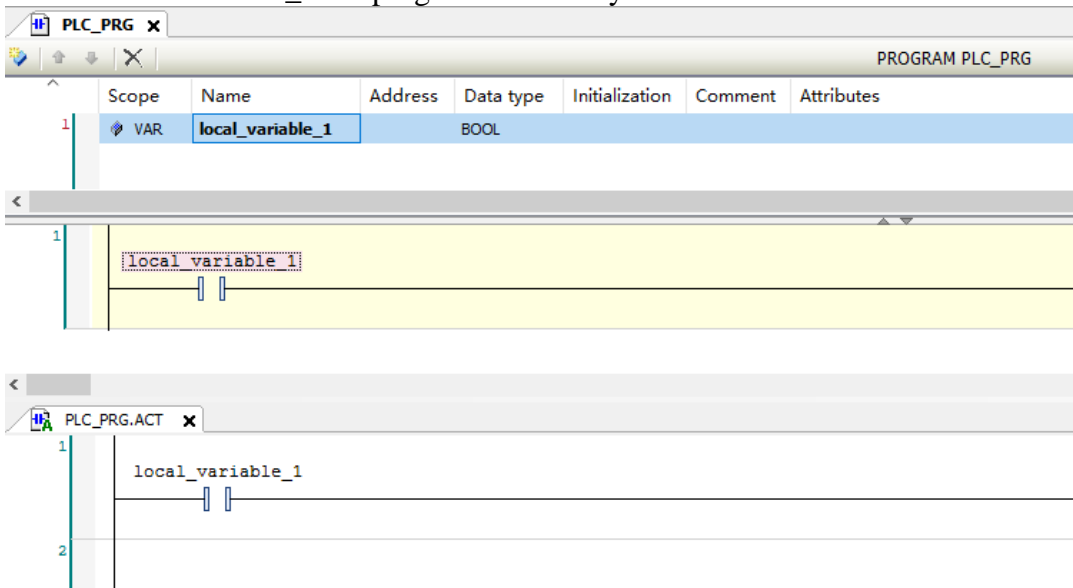 PLC_PRG
PROGRAM PLC_PRG
Scope Name Address Data type Initialization Comment Attributes
1 VAR local_variable_1 BOOL
1
local_variable_1
PLC_PRG.ACT
1
local_variable_1
2